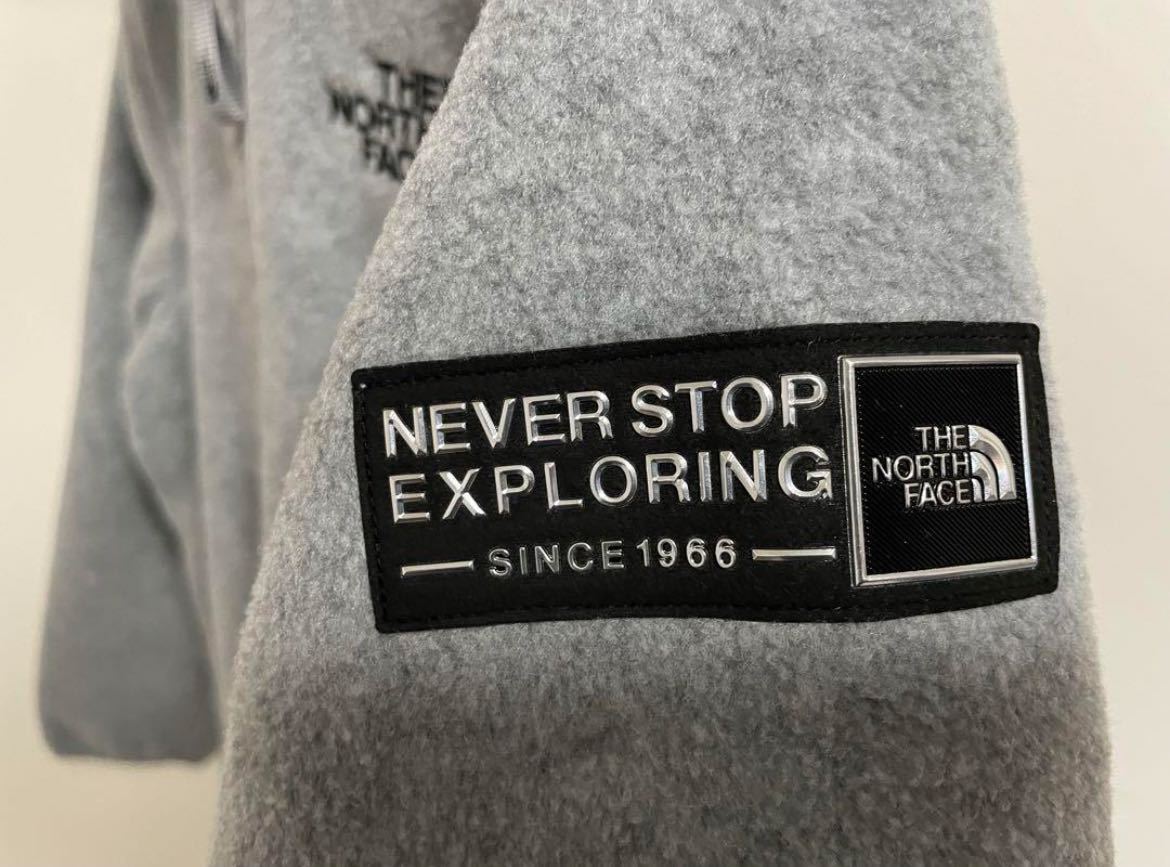 THE
NORTH
FACE
NEVER STOP
EXPLORING
SINCE 1966
THE
NORTH
FACE